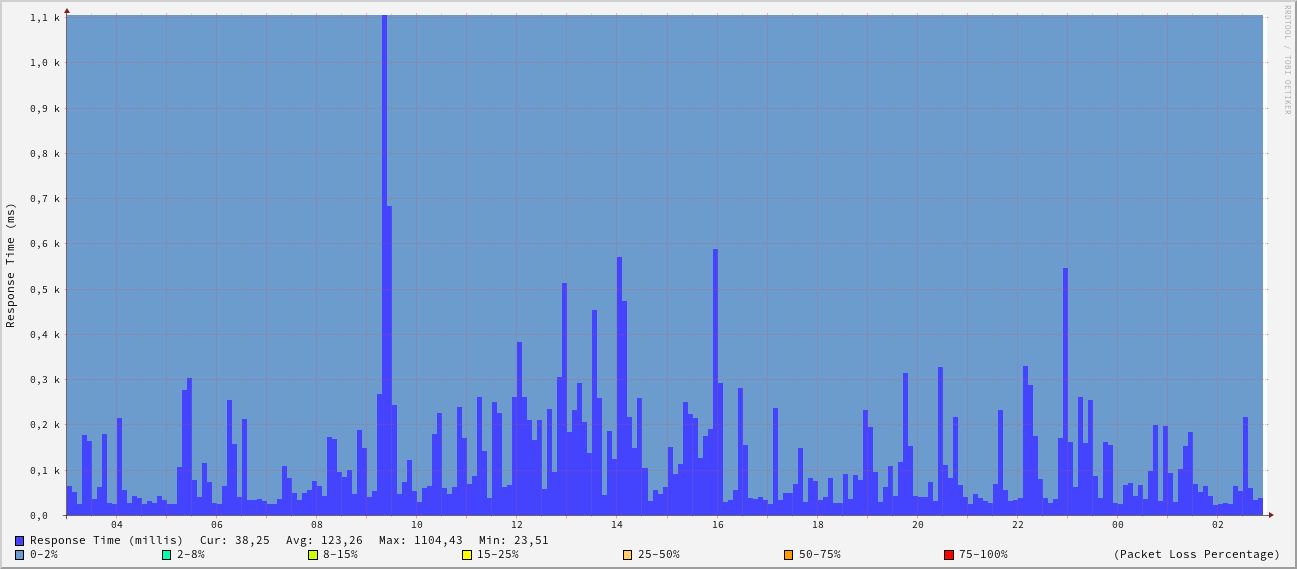 RRDTOOL / TOBI OETIKER
Response Time (ms)
1,1 k
1,0 k
0,9 k
0,8 k
0,7 k
0,6 k
0,5 k
0,4 k
0,3 k
0,2 k
0,1 k
0,0
04 06 08 10 12 14 16 18 20 22 00 02
Response Time (millis) Cur: 38,25 Avg: 123,26 Max: 1104,43 Min: 23,51
0-2% 2-8% 8-15% 15-25% 25-50% 50-75% 75-100% (Packet Loss Percentage)